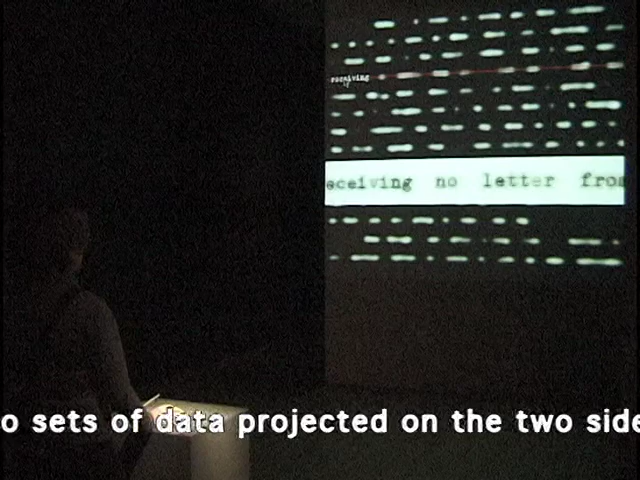 receiving
eceiving no letter from
o sets of data projected on the two side